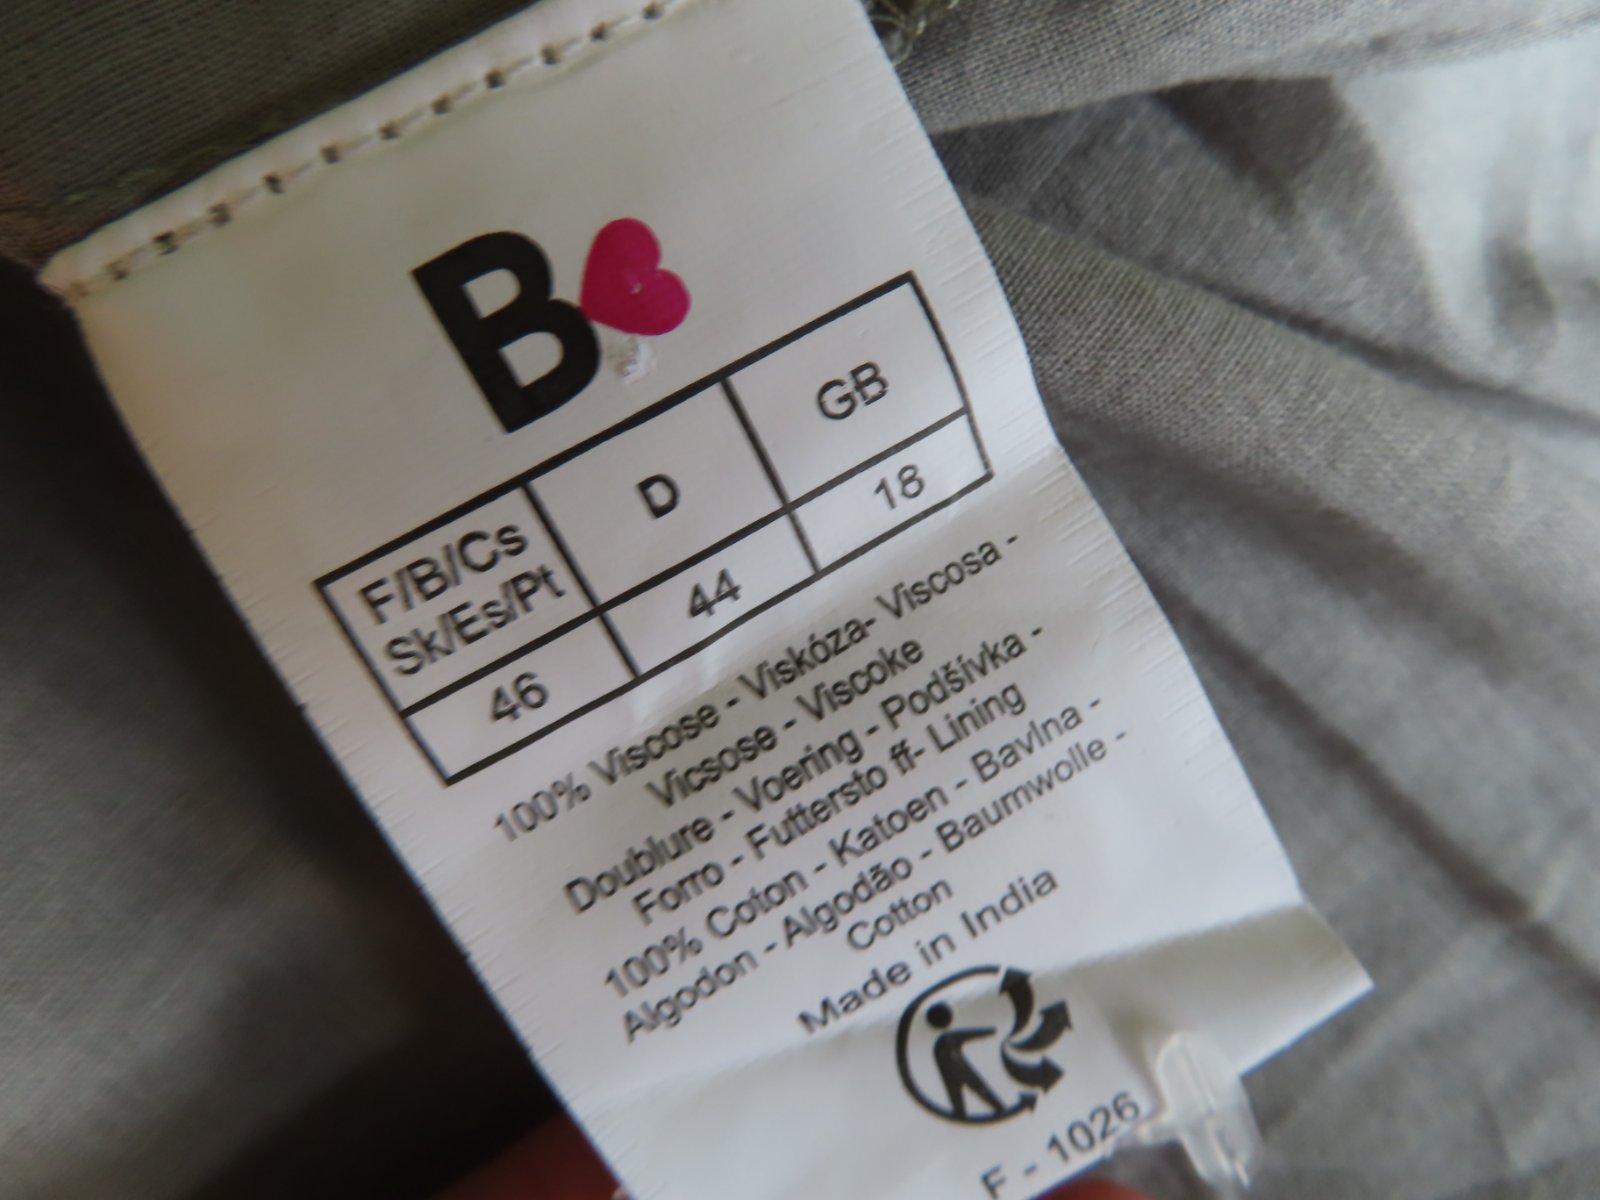 B
F/B/Cs
Sk/Es/Pt
D
GB
46
44
18
100% Viscose - Viskóza- Viscosa -
Vicsose - Viscoke
Doublure - Voering - Podšívka -
Forro - Futtersto ff- Lining
100% Coton - Katoen - Bavlna -
Algodon - Algodão - Baumwolle -
Cotton
Made in India
F - 1026